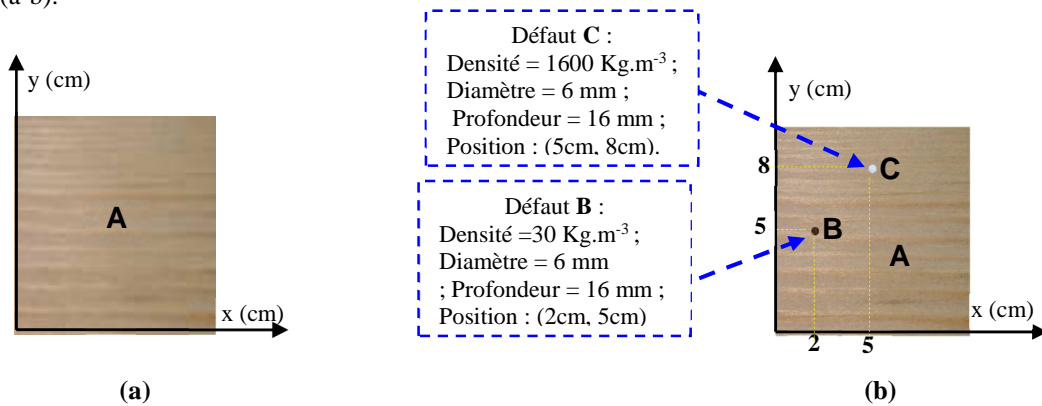 (a-b).
y (cm)
A
x (cm)
(a)
Défaut C :
Densité = 1600 Kg.m-3 ;
Diamètre = 6 mm ;
Profondeur = 16 mm ;
Position : (5cm, 8cm).
Défaut B :
Densité =30 Kg.m-3 ;
Diamètre = 6 mm
; Profondeur = 16 mm ;
Position : (2cm, 5cm)
y (cm)
8
C
5
B
A
x (cm)
2
5
(b)